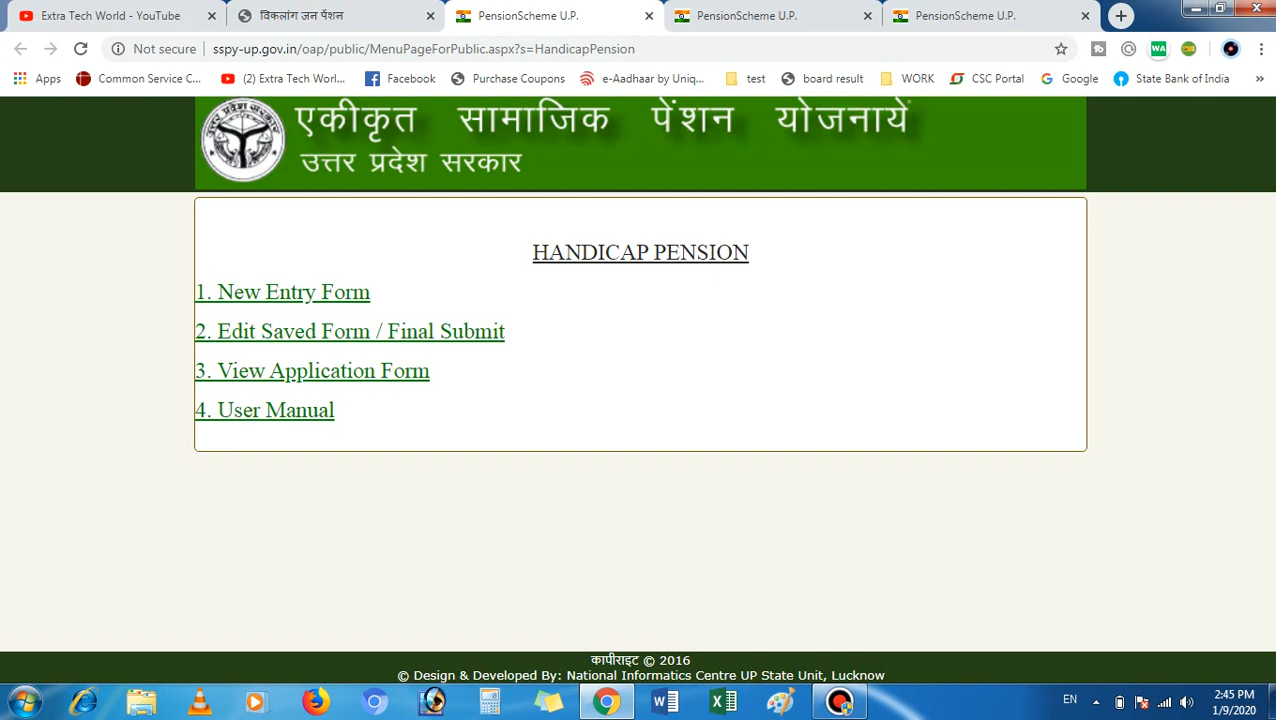 Extra Tech World - YouTube
विकलांग जन पेंशन
PensionScheme U.P.
PensionScheme U.P.
PensionScheme U.P.
Not secure
sspy-up.gov.in/oap/public/MenuPageForPublic.aspx?s=HandicapPension
WA
Apps
Common Service C...
(2) Extra Tech Worl...
Facebook
Purchase Coupons
e-Aadhaar by Uniq...
test
board result
WORK
CSC Portal
Google
State Bank of India
एकीकृत सामाजिक पेंशन योजनायें
उत्तर प्रदेश सरकार
HANDICAP PENSION
1. New Entry Form
2. Edit Saved Form / Final Submit
3. View Application Form
4. User Manual
कापीराइट © 2016
© Design & Developed By: National Informatics Centre UP State Unit, Lucknow
EN
2:45 PM
1/9/2020